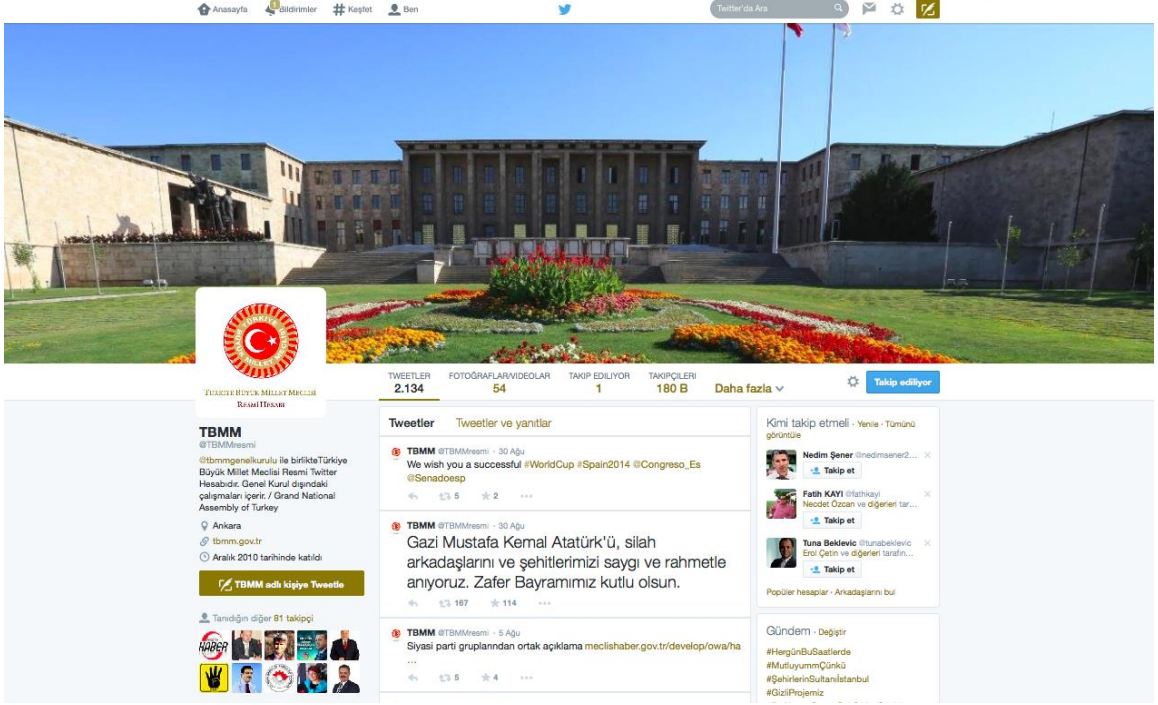 Anasayfa
1
Bildirimler
Keşfet
Ben
Twitter'da Ara
TÜRKİYE BÜYÜK MİLLET MECLİSİ
RESMİ HESABI
TWEETLER
2.134
FOTOĞRAFLAR/VIDEOLAR
54
TAKIP EDILIYOR
1
TAKIPÇILERI
180 B
Daha fazla
Takip ediliyor
TBMM
@TBMMresmi
@tbmmgenelkurulu ile birlikteTürkiye
Büyük Millet Meclisi Resmi Twitter
Hesabıdır. Genel Kurul dışındaki
çalışmaları içerir. / Grand National
Assembly of Turkey
Ankara
tbmm.gov.tr
Aralık 2010 tarihinde katıldı
TBMM adlı kişiye Tweetle
Tanıdığın diğer 81 takipçi
HABER
Tweetler
Tweetler ve yanıtlar
TBMM @TBMMresmi · 30 Ağu
We wish you a successful #WorldCup #Spain2014 @Congreso_Es
@Senadoesp
5
2
TBMM @TBMMresmi · 30 Ağu
Gazi Mustafa Kemal Atatürk'ü, silah
arkadaşlarını ve şehitlerimizi saygı ve rahmetle
anıyoruz. Zafer Bayramımız kutlu olsun.
167
114
TBMM @TBMMresmi · 5 Ağu
Siyasi parti gruplarından ortak açıklama meclishaber.gov.tr/develop/owa/ha
...
5
4
Kimi takip etmeli · Yenile · Tümünü
görüntüle
Nedim Şener @nedimsener2...
Takip et
Fatih KAYI @fathkayi
Necdet Özcan ve diğerleri tar...
Takip et
Tuna Beklevic @tunabeklevic
Erol Çetin ve diğerleri tarafın...
Takip et
Popüler hesaplar · Arkadaşlarını bul
Gündem · Değiştir
#HergünBuSaatlerde
#MutluyummÇünkü
#ŞehirlerinSultanıİstanbul
#GizliProjemiz